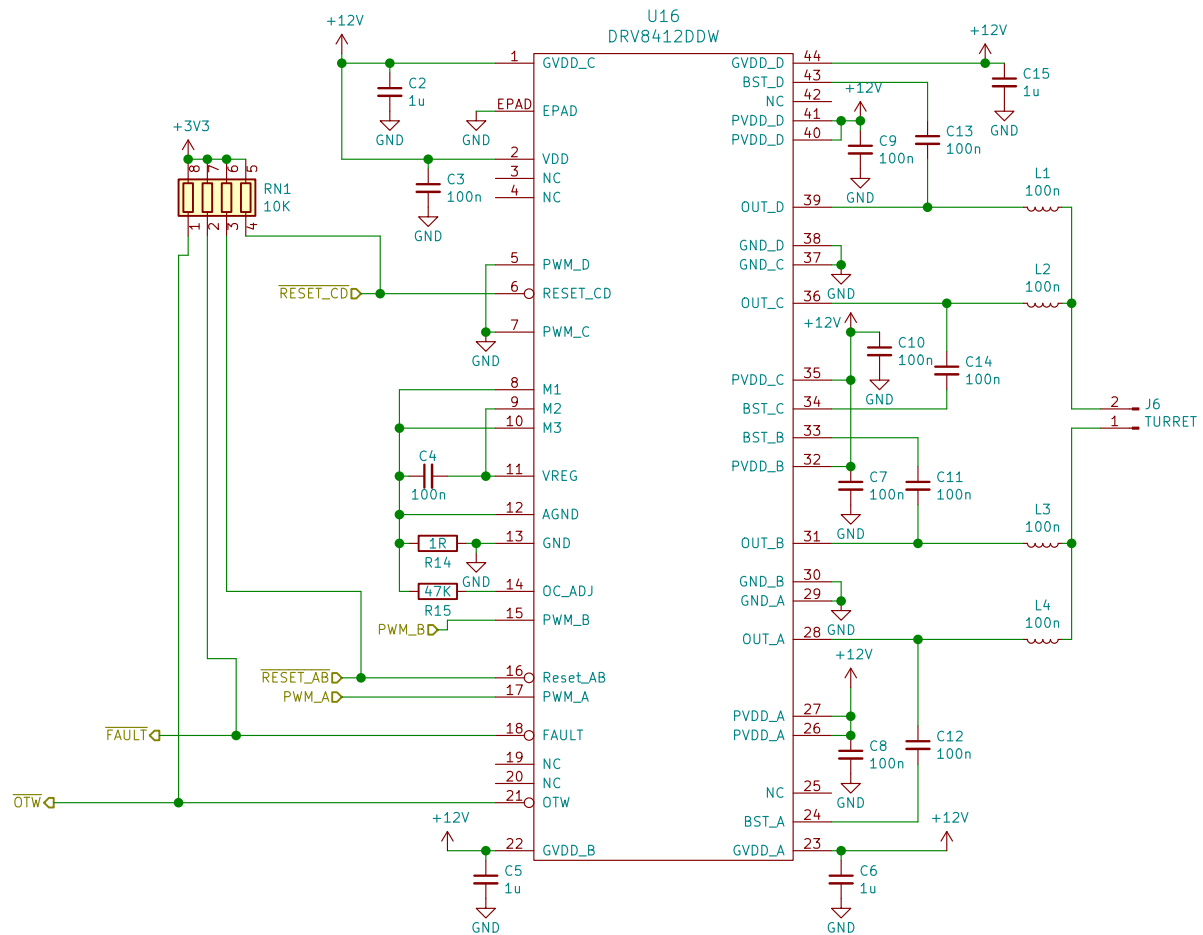 U16
DRV8412DDW
+12V
C2
1u
GND
+3V3
8
7
6
5
RN1
10K
1
2
3
4
C3
100n
GND
GND
RESET_CD
GND
C4
100n
1R
R14
GND
47K
R15
PWM_B
RESET_AB
PWM_A
FAULT
OTW
+12V
C5
1u
GND
1 GVDD_C
EPAD EPAD
2 VDD
3 NC
4 NC
5 PWM_D
6 RESET_CD
7 PWM_C
8 M1
9 M2
10 M3
11 VREG
12 AGND
13 GND
14 OC_ADJ
15 PWM_B
16 Reset_AB
17 PWM_A
18 FAULT
19 NC
20 NC
21 OTW
22 GVDD_B
GVDD_D 44
BST_D 43
NC 42
PVDD_D 41
PVDD_D 40
OUT_D 39
GND_D 38
GND_C 37
OUT_C 36
PVDD_C 35
BST_C 34
BST_B 33
PVDD_B 32
OUT_B 31
GND_B 30
GND_A 29
OUT_A 28
PVDD_A 27
PVDD_A 26
NC 25
BST_A 24
GVDD_A 23
+12V
C15
1u
GND
+12V
C9
100n
GND
C13
100n
L1
100n
GND
L2
100n
+12V
C10
100n
GND
C14
100n
2
1
J6
TURRET
C7
100n
GND
C11
100n
L3
100n
GND
L4
100n
+12V
C8
100n
GND
C12
100n
+12V
C6
1u
GND